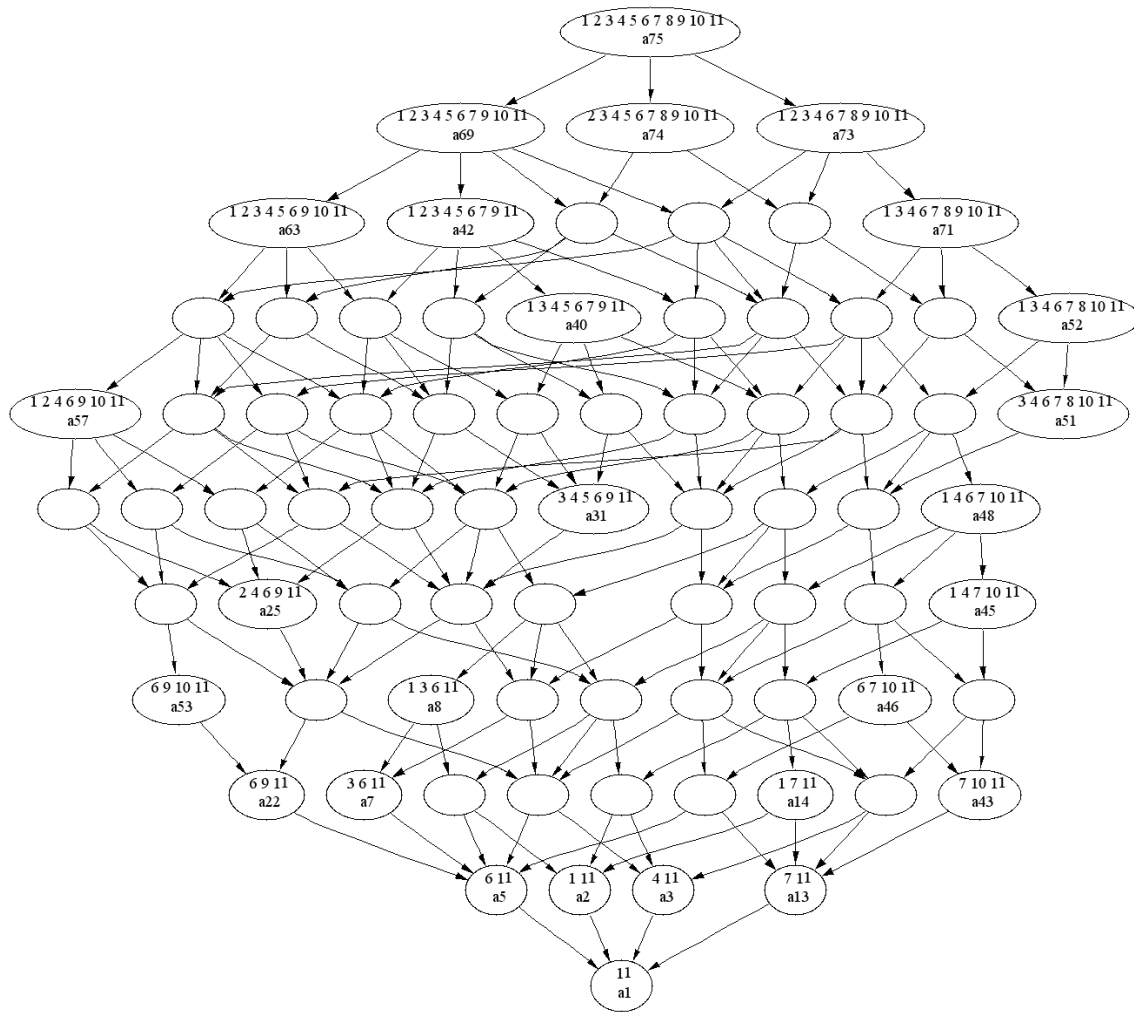 1 2 3 4 5 6 7 8 9 10 11
a75
1 2 3 4 5 6 7 9 10 11
a69
2 3 4 5 6 7 8 9 10 11
a74
1 2 3 4 6 7 8 9 10 11
a73
1 2 3 4 5 6 9 10 11
a63
1 2 3 4 5 6 7 9 11
a42
1 3 4 6 7 8 9 10 11
a71
1 3 4 5 6 7 9 11
a40
1 3 4 6 7 8 10 11
a52
1 2 4 6 9 10 11
a57
3 4 6 7 8 10 11
a51
3 4 5 6 9 11
a31
1 4 6 7 10 11
a48
2 4 6 9 11
a25
1 4 7 10 11
a45
6 9 10 11
a53
1 3 6 11
a8
6 7 10 11
a46
6 9 11
a22
3 6 11
a7
1 7 11
a14
7 10 11
a43
6 11
a5
1 11
a2
4 11
a3
7 11
a13
11
a1